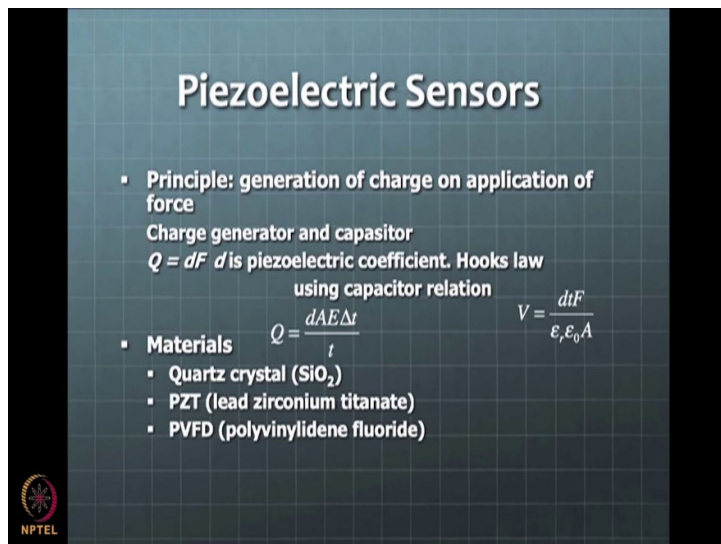 Piezoelectric Sensors
▪ Principle: generation of charge on application of
force
Charge generator and capasitor
Q = dF d is piezoelectric coefficient. Hooks law
using capacitor relation
V = dtF / εᵣε₀A
Q = dAEΔt / t
▪ Materials
▪ Quartz crystal (SiO₂)
▪ PZT (lead zirconium titanate)
▪ PVFD (polyvinylidene fluoride)
NPTEL